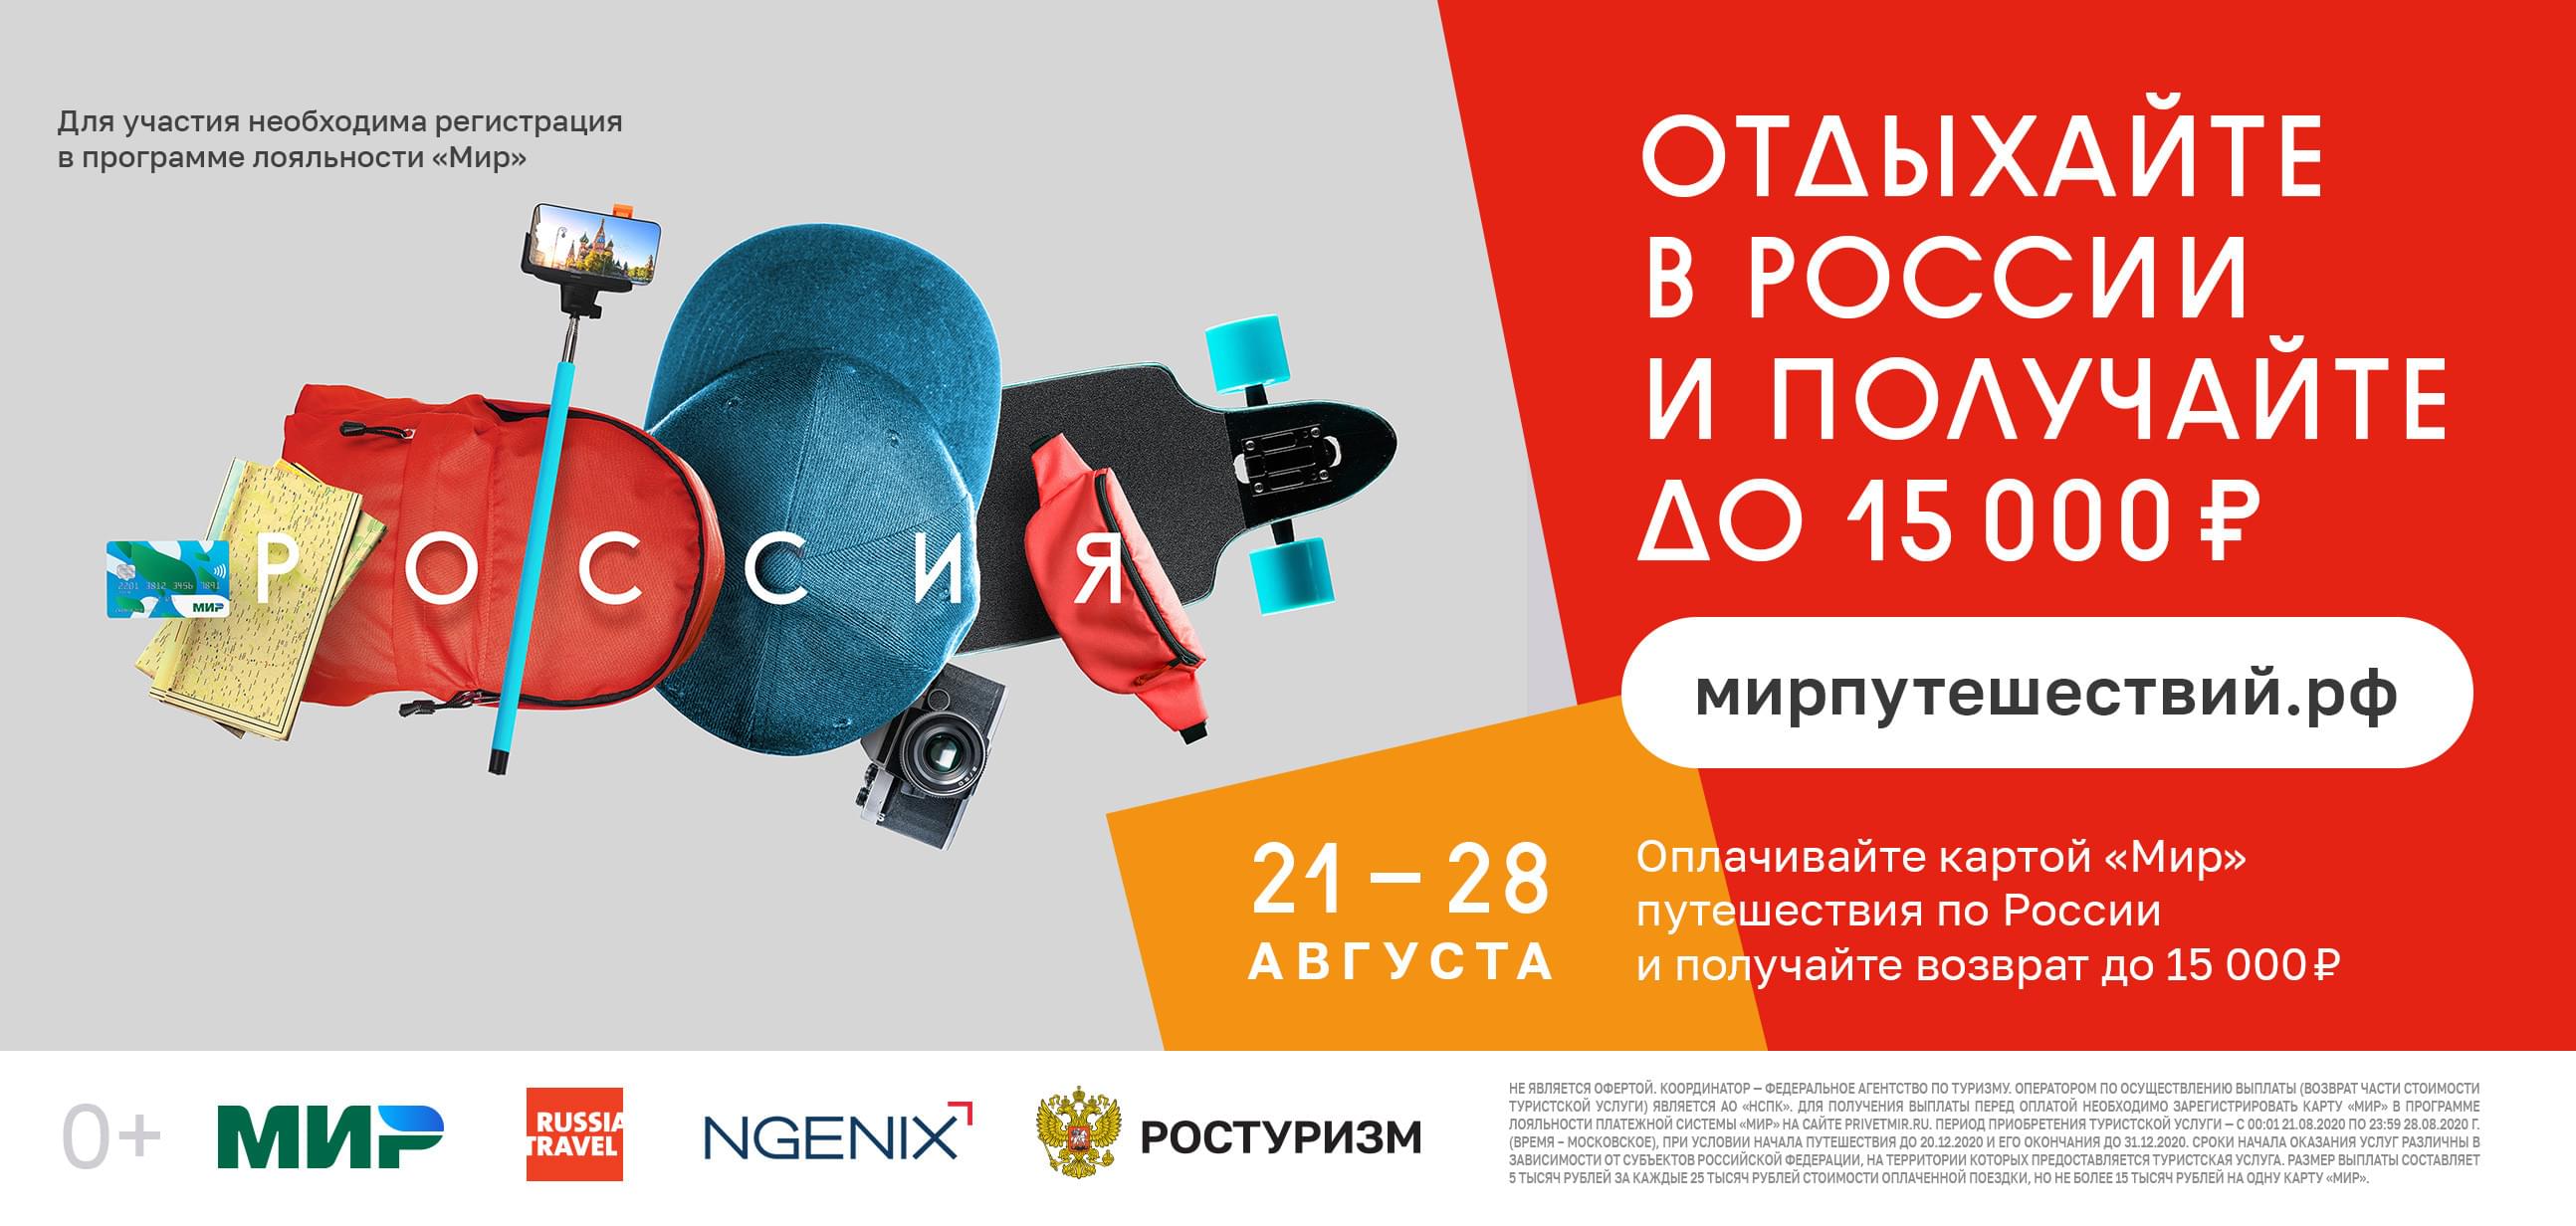 Для участия необходима регистрация
в программе лояльности «Мир»
РОССИЯ
2201 3812 3456 7891
МИР
ОТДЫХАЙТЕ
В РОССИИ
И ПОЛУЧАЙТЕ
ДО 15 000 ₽
мирпутешествий.рф
21 – 28
АВГУСТА
Оплачивайте картой «Мир»
путешествия по России
и получайте возврат до 15 000 ₽
0+
МИР
RUSSIA
TRAVEL
NGENIX
РОСТУРИЗМ
НЕ ЯВЛЯЕТСЯ ОФЕРТОЙ. КООРДИНАТОР – ФЕДЕРАЛЬНОЕ АГЕНТСТВО ПО ТУРИЗМУ. ОПЕРАТОРОМ ПО ОСУЩЕСТВЛЕНИЮ ВЫПЛАТЫ (ВОЗВРАТ ЧАСТИ СТОИМОСТИ
ТУРИСТСКОЙ УСЛУГИ) ЯВЛЯЕТСЯ АО «НСПК». ДЛЯ ПОЛУЧЕНИЯ ВЫПЛАТЫ ПЕРЕД ОПЛАТОЙ НЕОБХОДИМО ЗАРЕГИСТРИРОВАТЬ КАРТУ «МИР» В ПРОГРАММЕ
ЛОЯЛЬНОСТИ ПЛАТЕЖНОЙ СИСТЕМЫ «МИР» НА САЙТЕ PRIVETMIR.RU. ПЕРИОД ПРИОБРЕТЕНИЯ ТУРИСТСКОЙ УСЛУГИ – С 00:01 21.08.2020 ПО 23:59 28.08.2020 Г.
(ВРЕМЯ – МОСКОВСКОЕ), ПРИ УСЛОВИИ НАЧАЛА ПУТЕШЕСТВИЯ ДО 20.12.2020 И ЕГО ОКОНЧАНИЯ ДО 31.12.2020. СРОКИ НАЧАЛА ОКАЗАНИЯ УСЛУГ РАЗЛИЧНЫ В
ЗАВИСИМОСТИ ОТ СУБЪЕКТОВ РОССИЙСКОЙ ФЕДЕРАЦИИ, НА ТЕРРИТОРИИ КОТОРЫХ ПРЕДОСТАВЛЯЕТСЯ ТУРИСТСКАЯ УСЛУГА. РАЗМЕР ВЫПЛАТЫ СОСТАВЛЯЕТ
5 ТЫСЯЧ РУБЛЕЙ ЗА КАЖДЫЕ 25 ТЫСЯЧ РУБЛЕЙ СТОИМОСТИ ОПЛАЧЕННОЙ ПОЕЗДКИ, НО НЕ БОЛЕЕ 15 ТЫСЯЧ РУБЛЕЙ НА ОДНУ КАРТУ «МИР».